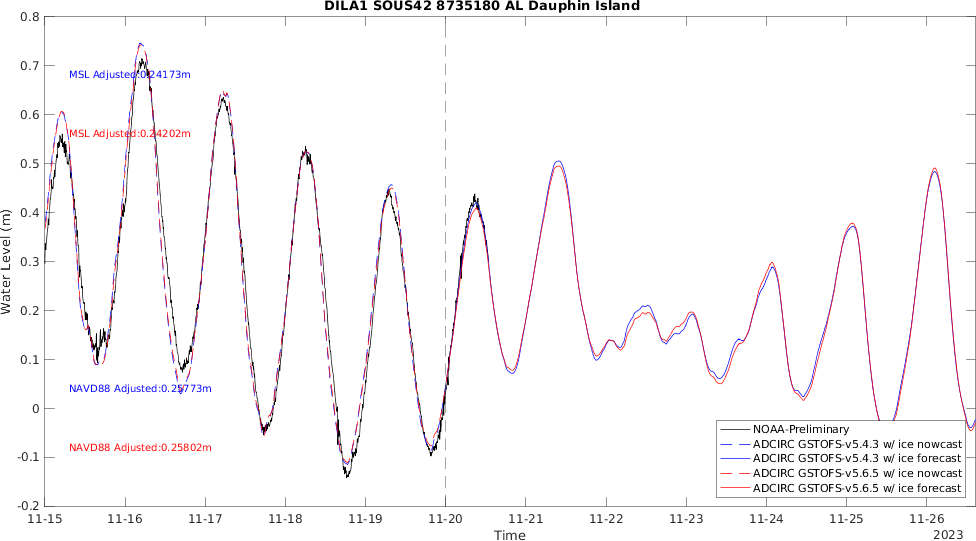 DILA1 SOUS42 8735180 AL Dauphin Island
0.8
0.7
0.6
0.5
0.4
0.3
0.2
0.1
0
-0.1
-0.2
Water Level (m)
MSL Adjusted:0.24173m
MSL Adjusted:0.24202m
NAVD88 Adjusted:0.25773m
NAVD88 Adjusted:0.25802m
NOAA-Preliminary
ADCIRC GSTOFS-v5.4.3 w/ ice nowcast
ADCIRC GSTOFS-v5.4.3 w/ ice forecast
ADCIRC GSTOFS-v5.6.5 w/ ice nowcast
ADCIRC GSTOFS-v5.6.5 w/ ice forecast
11-15 11-16 11-17 11-18 11-19 11-20 11-21 11-22 11-23 11-24 11-25 11-26
Time
2023